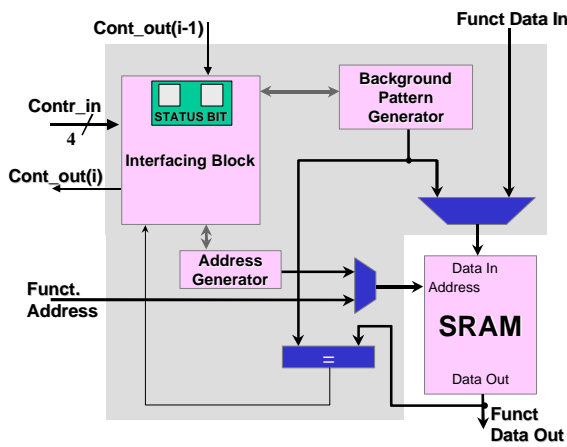 Cont_out(i-1)
Funct Data In
Contr_in
4
STATUS BIT
Interfacing Block
Background
Pattern
Generator
Cont_out(i)
Address
Generator
Funct.
Address
Data In
Address
SRAM
=
Data Out
Funct
Data Out